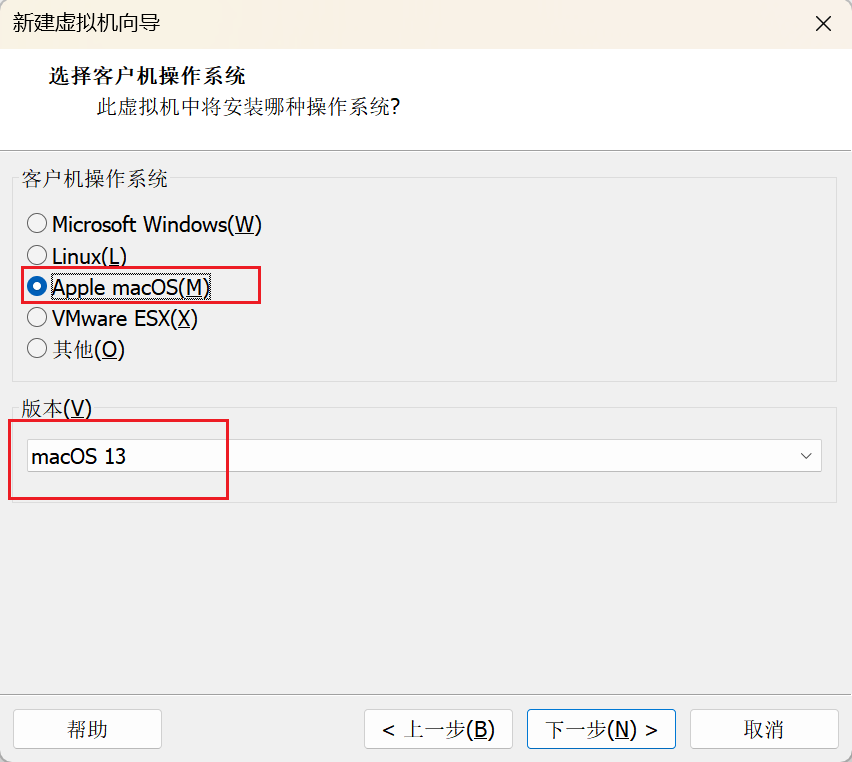 新建虚拟机向导
选择客户机操作系统
此虚拟机中将安装哪种操作系统?
客户机操作系统
Microsoft Windows(W)
Linux(L)
Apple macOS(M)
VMware ESX(X)
其他(O)
版本(V)
macOS 13
帮助
< 上一步(B)
下一步(N) >
取消